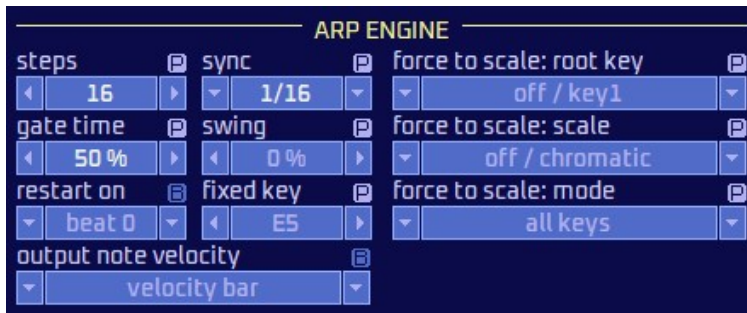 ARP ENGINE
steps P sync P force to scale: root key P
16 1/16 off / key1
gate time P swing P force to scale: scale P
50 % 0 % off / chromatic
restart on B fixed key P force to scale: mode P
beat 0 E5 all keys
output note velocity B
velocity bar